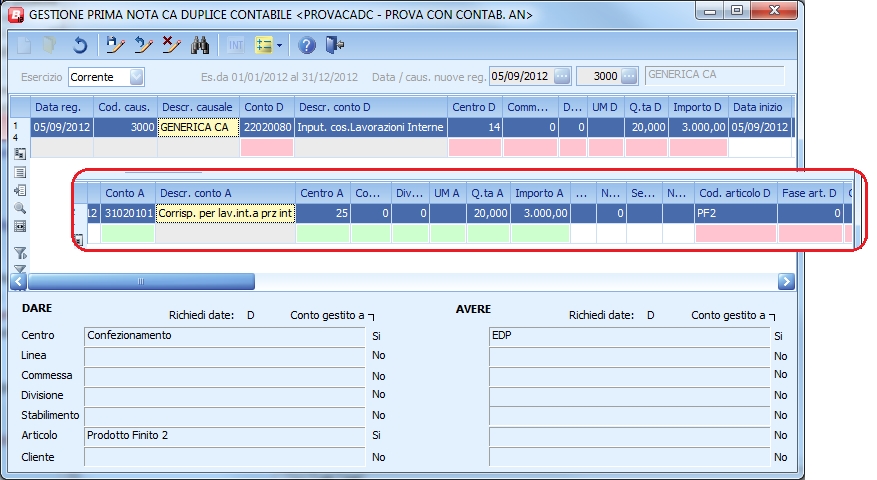 GESTIONE PRIMA NOTA CA DUPLICE CONTABILE <PROVACADC - PROVA CON CONTAB. AN>
INT
Esercizio Corrente Es.da 01/01/2012 al 31/12/2012 Data / caus. nuove reg. 05/09/2012 3000 GENERICA CA
Data reg. Cod. caus. Descr. causale Conto D Descr. conto D Centro D Comm... D... UM D Q.ta D Importo D Data inizio
1 05/09/2012 3000 GENERICA CA 22020080 Input. cos.Lavorazioni Interne 14 0 0 20,000 3.000,00 05/09/2012
4
Conto A Descr. conto A Centro A Co... Div... UM A Q.ta A Importo A ... N... Se... N... Cod. articolo D Fase art. D
12 31020101 Corrisp. per lav.int.a prz int 25 0 0 20,000 3.000,00 0 PF2 0
DARE Richiedi date: D Conto gestito a AVERE Richiedi date: D Conto gestito a
Centro Confezionamento Si EDP Si
Linea No No
Commessa No No
Divisione No No
Stabilimento No No
Articolo Prodotto Finito 2 Si No
Cliente No No